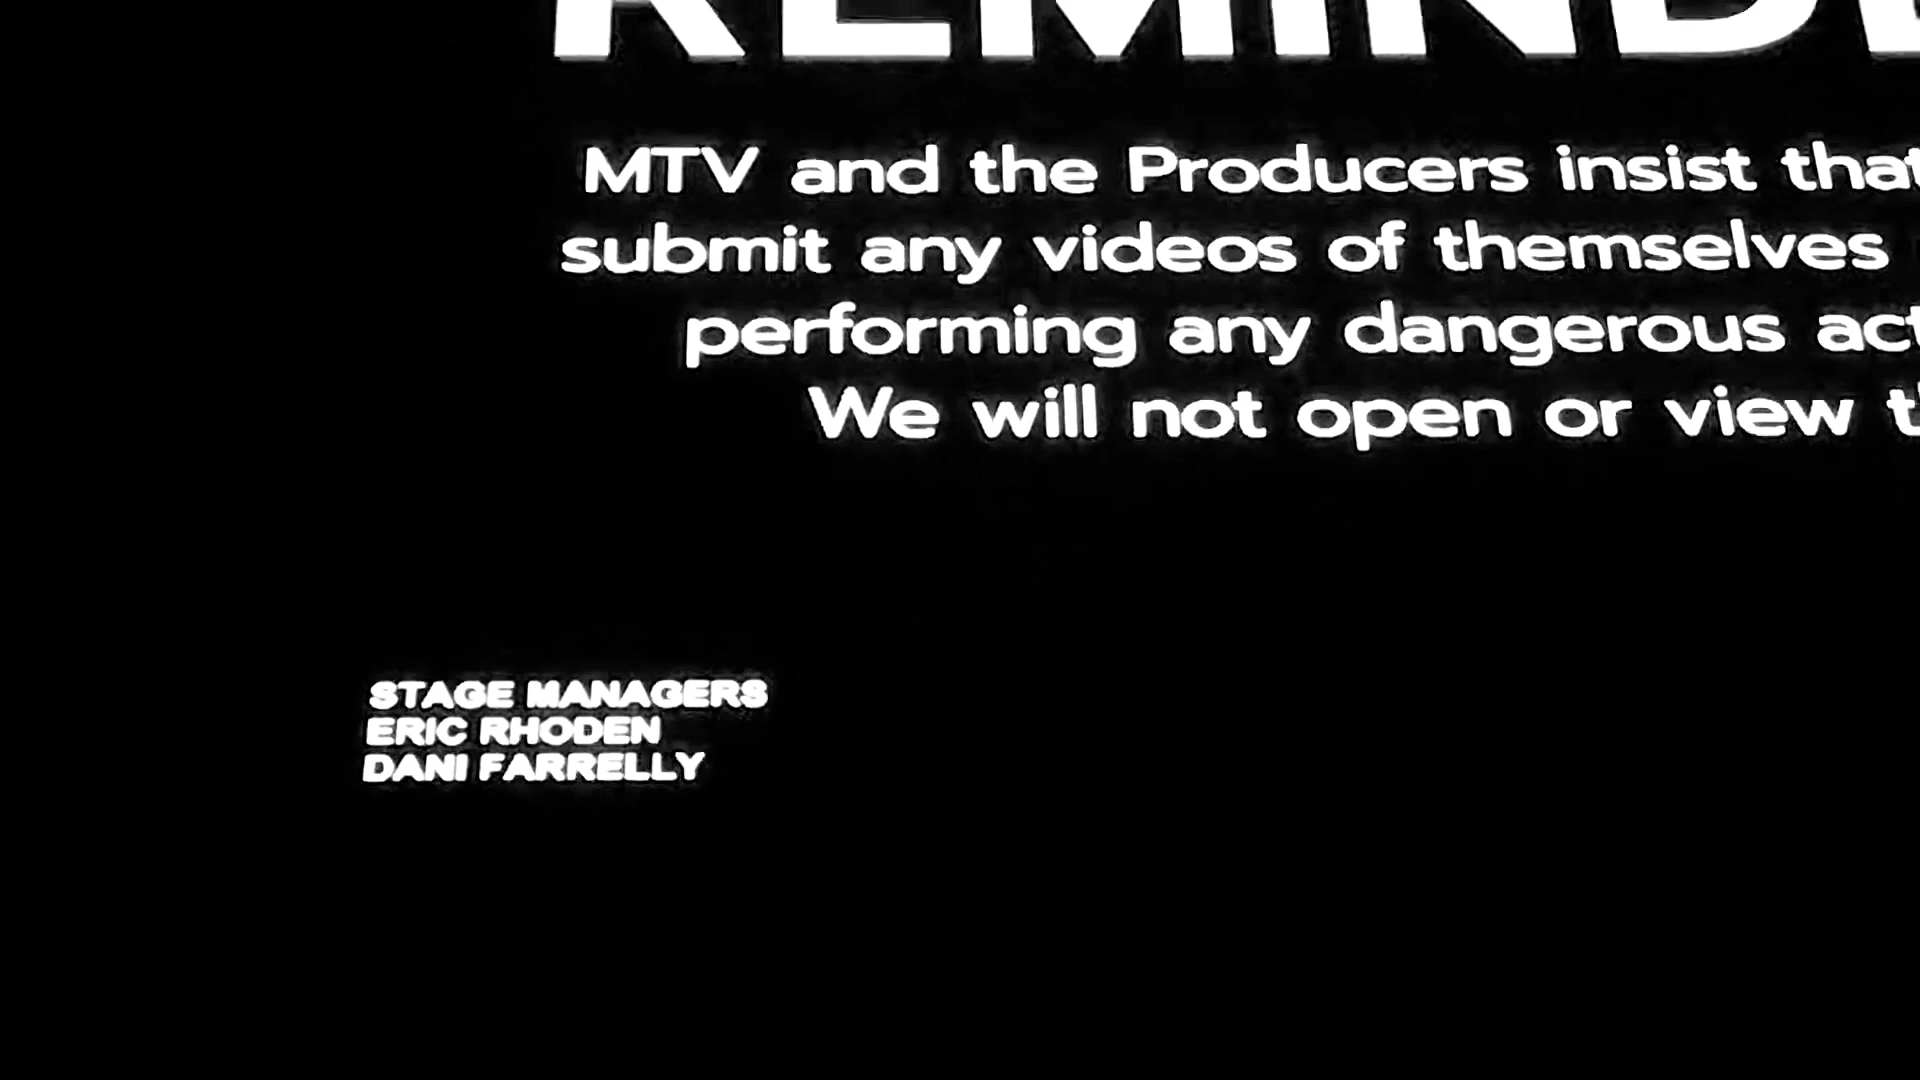 MTV and the Producers insist that
submit any videos of themselves
performing any dangerous
We will not open or view
STAGE MANAGERS
ERIC RHODEN
DANI FARRELLY